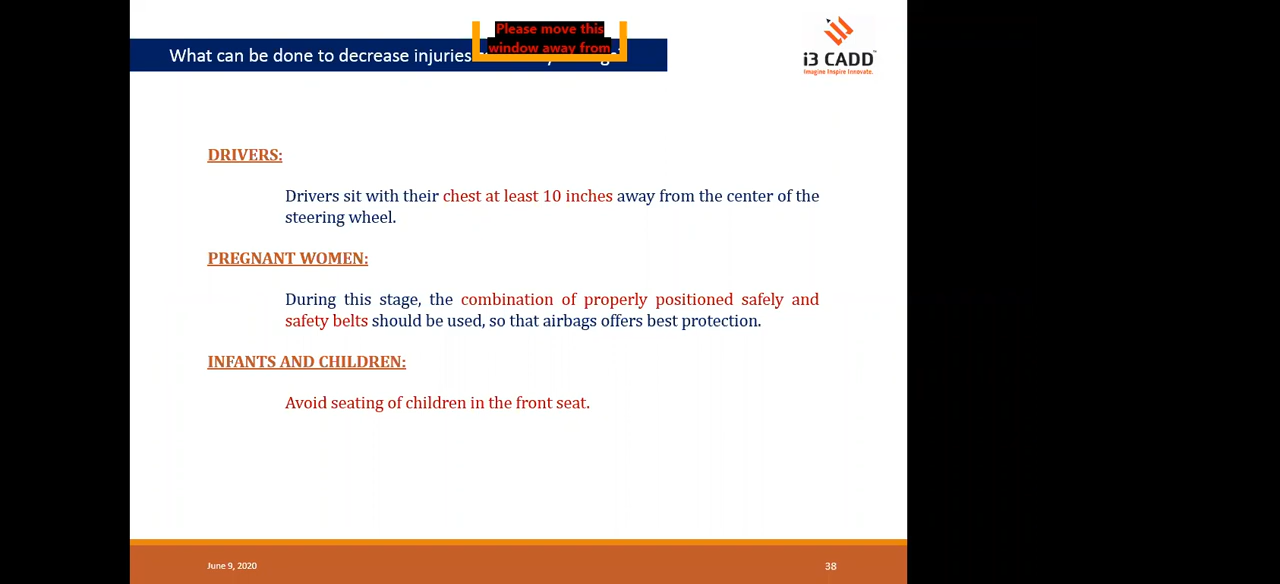 Please move this
window away from
What can be done to decrease injuries
i3 CADD
Imagine Inspire Innovate.
DRIVERS:
Drivers sit with their chest at least 10 inches away from the center of the
steering wheel.
PREGNANT WOMEN:
During this stage, the combination of properly positioned safely and
safety belts should be used, so that airbags offers best protection.
INFANTS AND CHILDREN:
Avoid seating of children in the front seat.
June 9, 2020
38